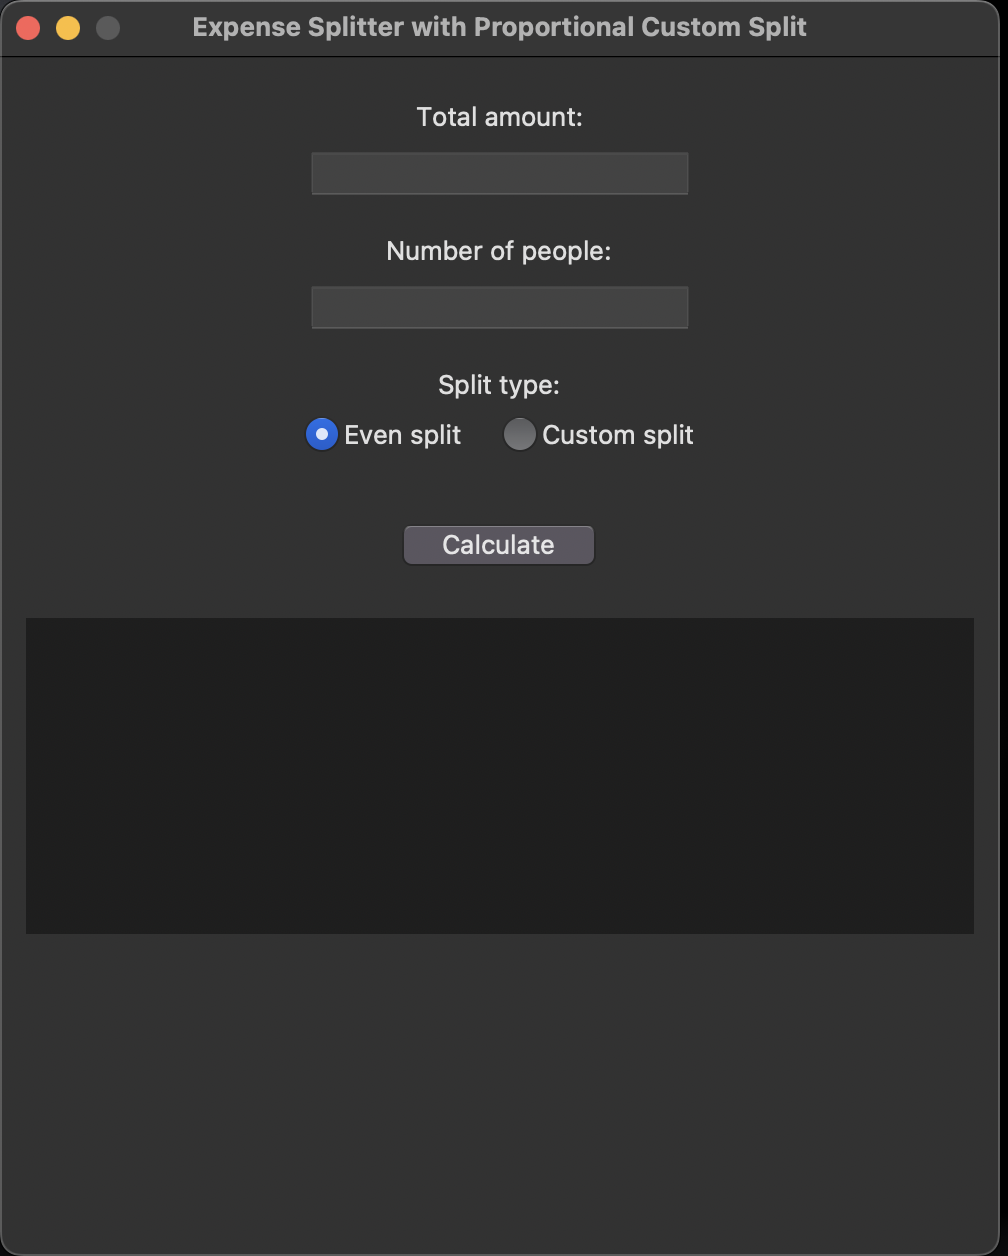 Expense Splitter with Proportional Custom Split
Total amount:
Number of people:
Split type:
Even split Custom split
Calculate